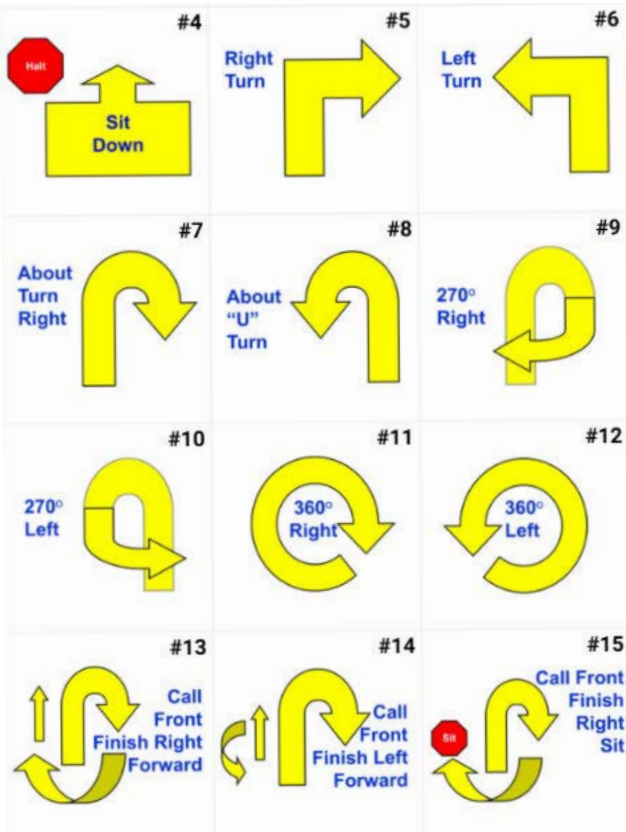 #4
Halt
Sit
Down
#5
Right
Turn
#6
Left
Turn
#7
About
Turn
Right
#8
About
"U"
Turn
#9
270°
Right
#10
270°
Left
#11
360°
Right
#12
360°
Left
#13
Call
Front
Finish Right
Forward
#14
Call
Front
Finish Left
Forward
#15
Call Front
Finish
Right
Sit
Sit